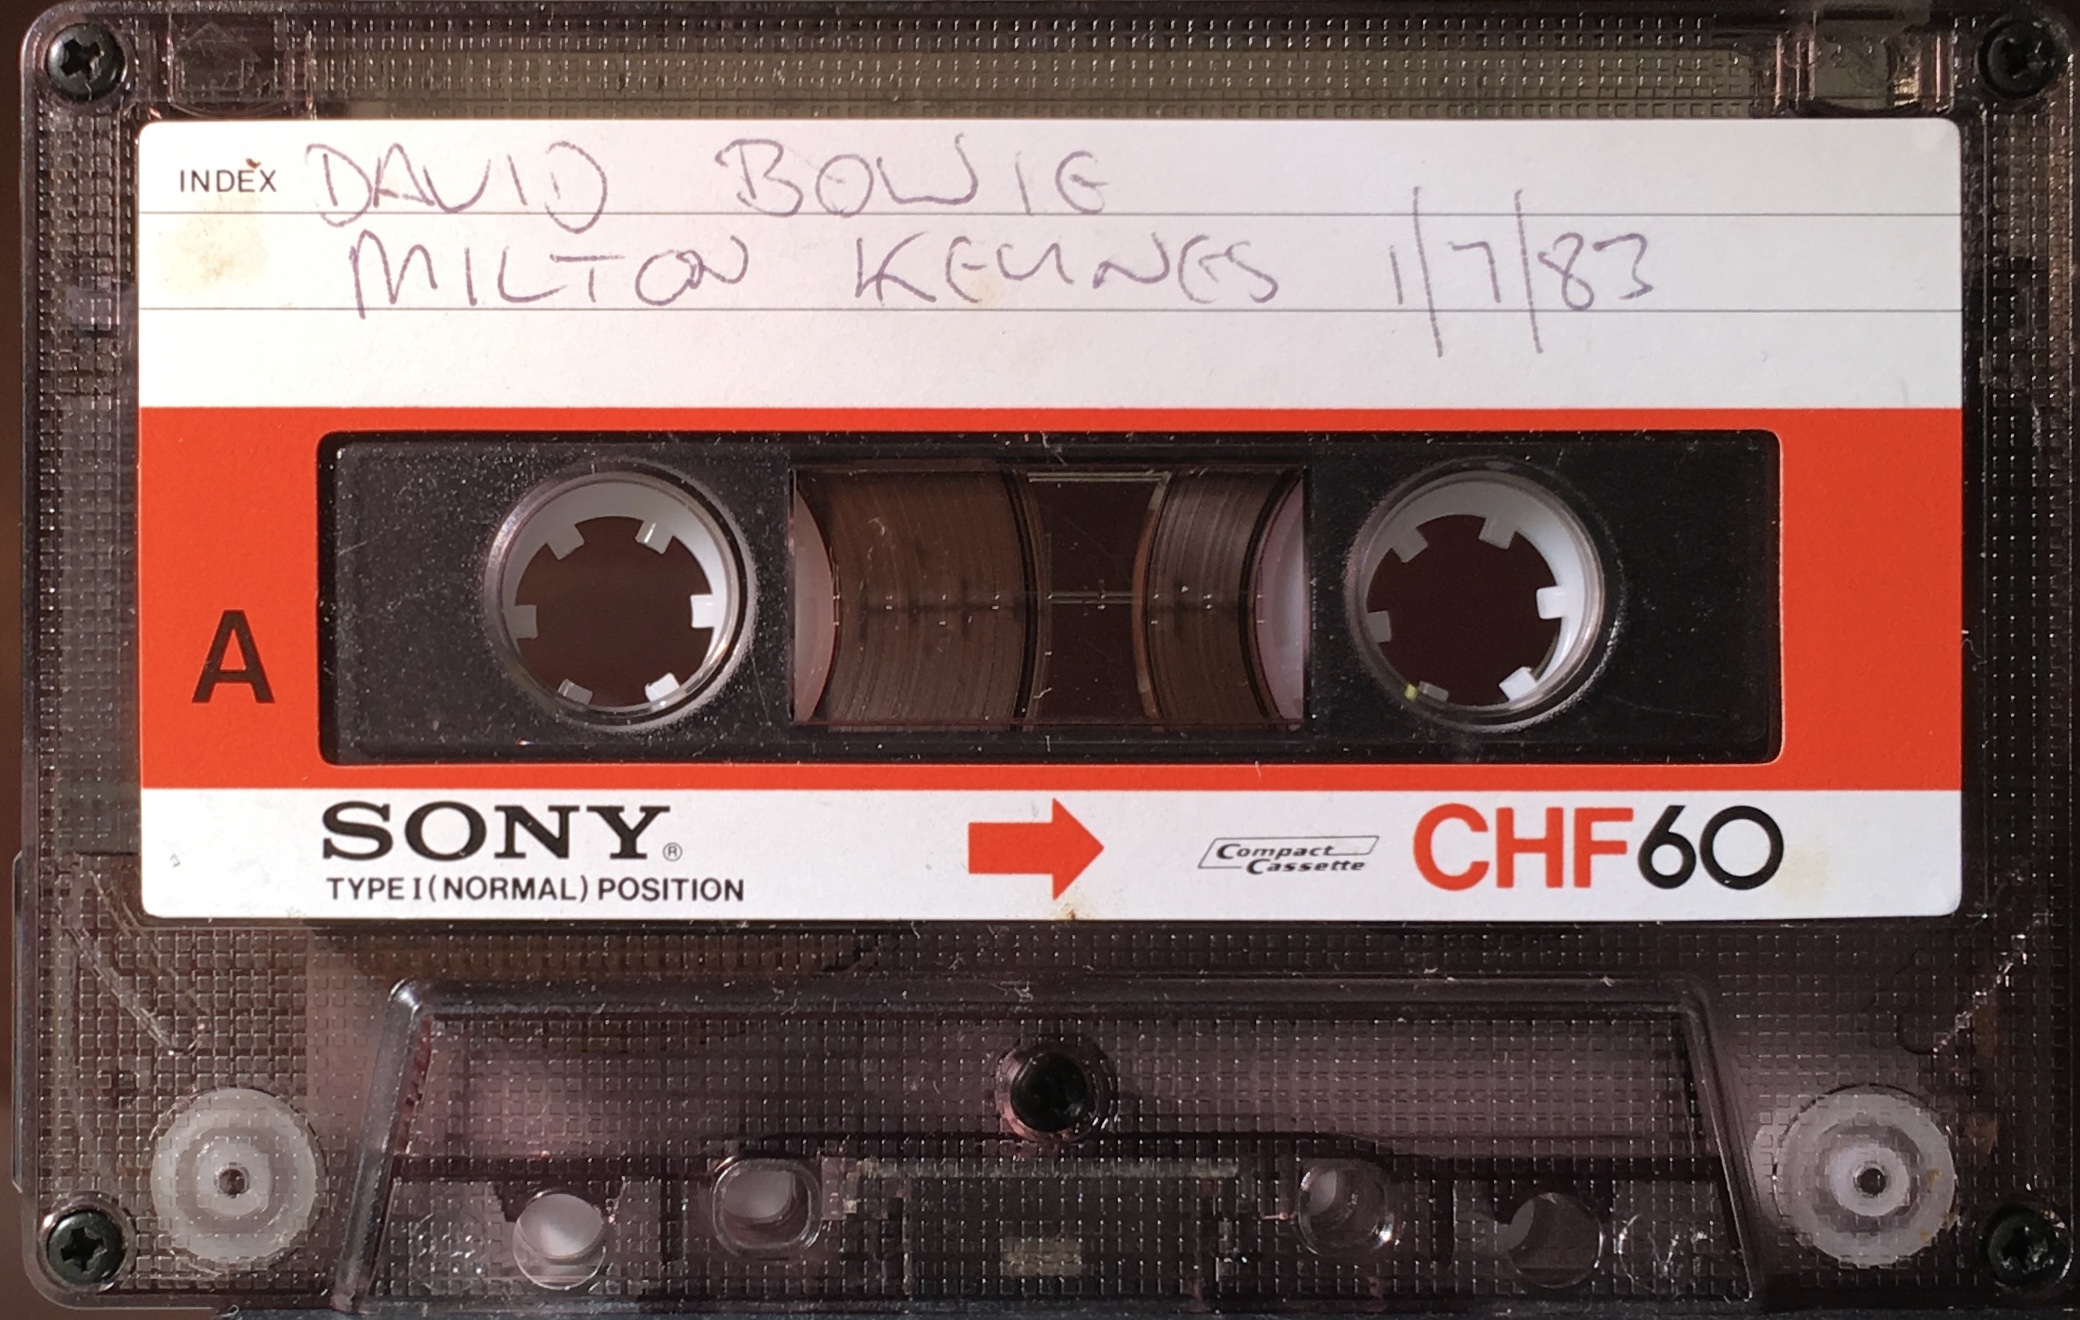 INDEX DAVID BOWIE
MILTON KEYNES 1/7/83
A
SONY®
TYPE I (NORMAL) POSITION
Compact Cassette
CHF60